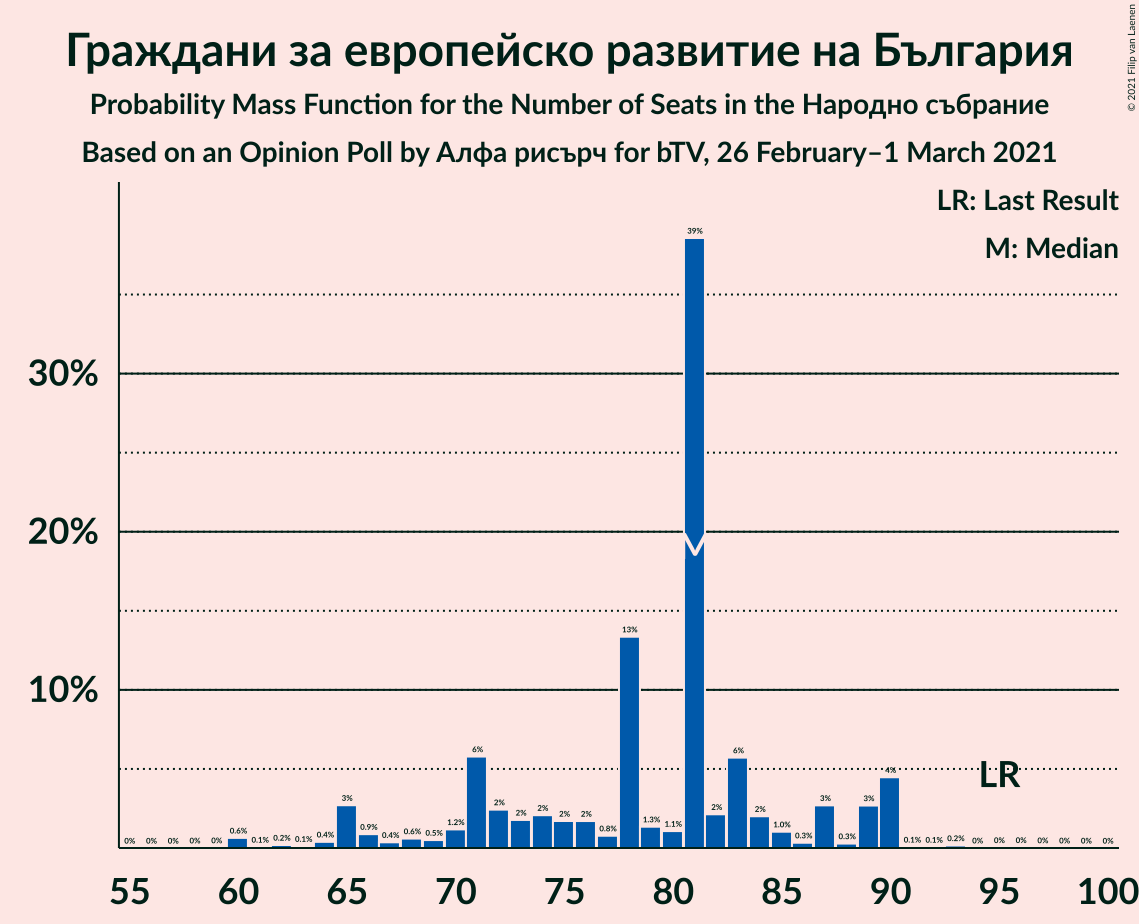 Граждани за европейско развитие на България
Probability Mass Function for the Number of Seats in the Народно събрание
Based on an Opinion Poll by Алфа рисърч for bTV, 26 February–1 March 2021
© 2021 Filip van Laenen
LR: Last Result
M: Median
39%
30%
20%
13%
10%
6% 6%
LR
0% 0% 0% 0% 0% 0.6% 0.1% 0.2% 0.1% 0.4% 3% 0.9% 0.4% 0.6% 0.5% 1.2% 2% 2% 2% 2% 2% 0.8% 1.3% 1.1% 2% 2% 1.0% 0.3% 3% 0.3% 3% 4% 0.1% 0.1% 0.2% 0% 0% 0% 0% 0% 0% 0%
55 60 65 70 75 80 85 90 95 100